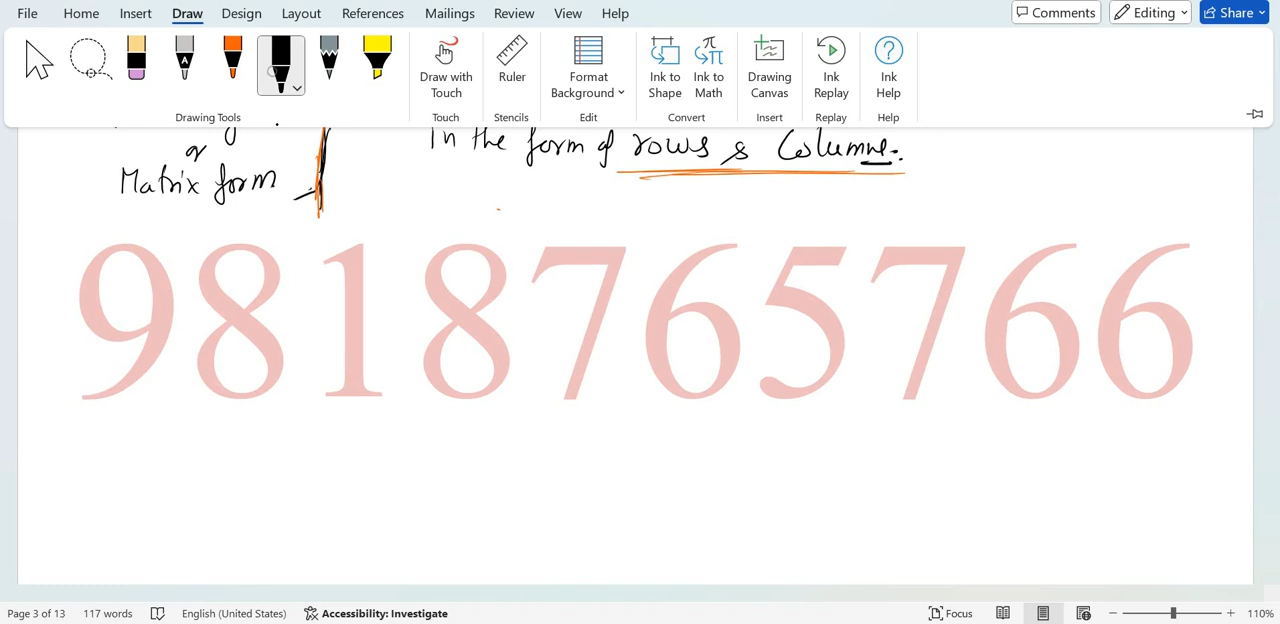 File Home Insert Draw Design Layout References Mailings Review View Help Comments Editing Share
A
Draw with Touch
Ruler
Format Background
Ink to Shape
Ink to Math
Drawing Canvas
Ink Replay
Ink Help
Drawing Tools Touch Stencils Edit Convert Insert Replay Help
In the form of rows & Columns.
or
Matrix form
9818765766
Page 3 of 13 117 words English (United States) Accessibility: Investigate Focus 110%